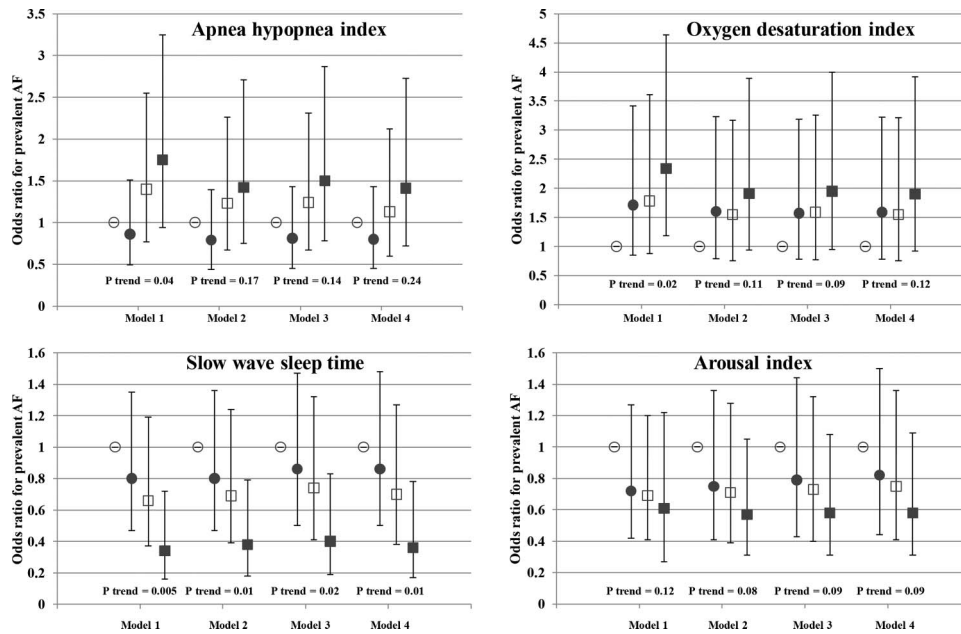 Apnea hypopnea index
Odds ratio for prevalent AF
3.5
3
2.5
2
1.5
1
0.5
0
P trend = 0.04 P trend = 0.17 P trend = 0.14 P trend = 0.24
Model 1 Model 2 Model 3 Model 4
Oxygen desaturation index
Odds ratio for prevalent AF
5
4.5
4
3.5
3
2.5
2
1.5
1
0.5
0
P trend = 0.02 P trend = 0.11 P trend = 0.09 P trend = 0.12
Model 1 Model 2 Model 3 Model 4
Slow wave sleep time
Odds ratio for prevalent AF
1.6
1.4
1.2
1
0.8
0.6
0.4
0.2
0
P trend = 0.005 P trend = 0.01 P trend = 0.02 P trend = 0.01
Model 1 Model 2 Model 3 Model 4
Arousal index
Odds ratio for prevalent AF
1.6
1.4
1.2
1
0.8
0.6
0.4
0.2
0
P trend = 0.12 P trend = 0.08 P trend = 0.09 P trend = 0.09
Model 1 Model 2 Model 3 Model 4